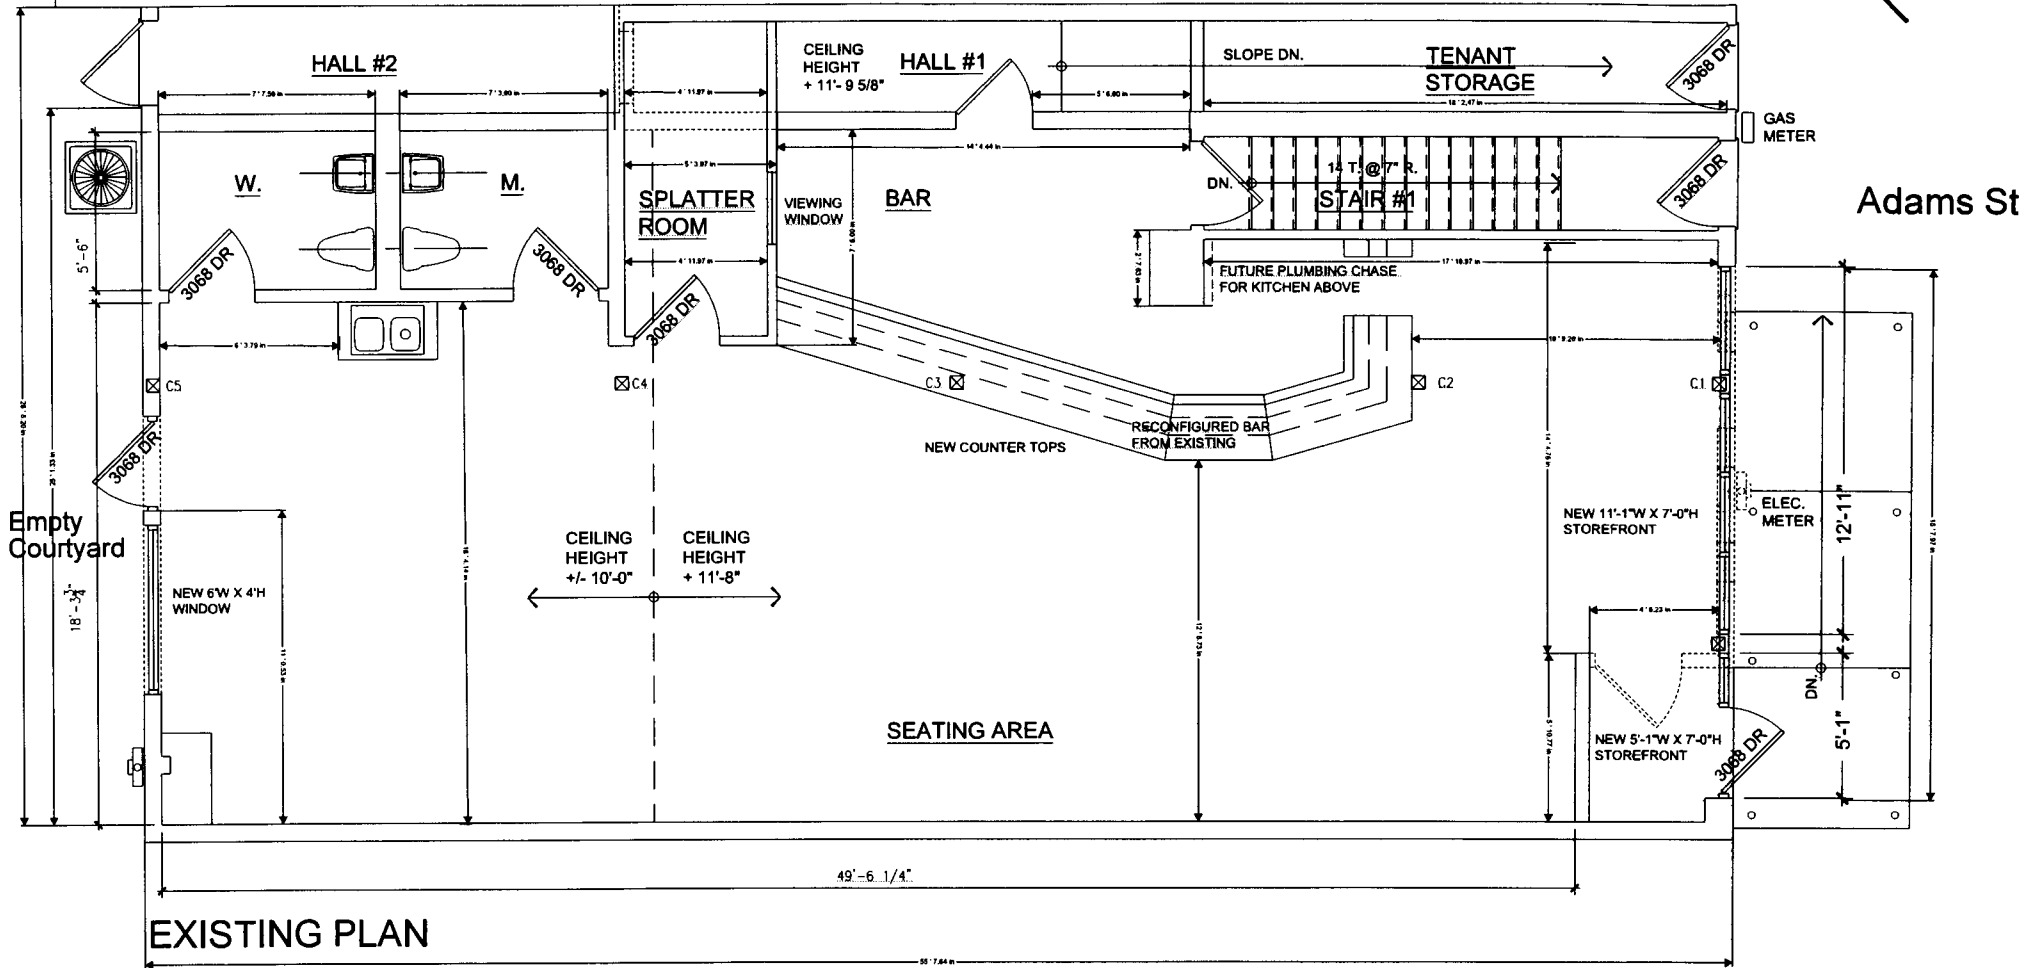 HALL #2
CEILING
HEIGHT
+ 11'- 9 5/8"
HALL #1
SLOPE DN.
TENANT
STORAGE
3068 DR
GAS
METER
5'-6"
W.
M.
3068 DR
3068 DR
SPLATTER
ROOM
3068 DR
VIEWING
WINDOW
BAR
DN.
14 T. @ 7" R.
STAIR #1
3068 DR
Adams St
FUTURE PLUMBING CHASE
FOR KITCHEN ABOVE
C5
C4
C3
C2
C1
3068 DR
NEW COUNTER TOPS
RECONFIGURED BAR
FROM EXISTING
Empty
Courtyard
18'-3 3/4"
NEW 6'W X 4'H
WINDOW
CEILING
HEIGHT
+/- 10'-0"
CEILING
HEIGHT
+ 11'-8"
NEW 11'-1"W X 7'-0"H
STOREFRONT
ELEC.
METER
12'-11"
DN.
5'-1"
SEATING AREA
NEW 5'-1"W X 7'-0"H
STOREFRONT
3068 DR
49'-6 1/4"
EXISTING PLAN